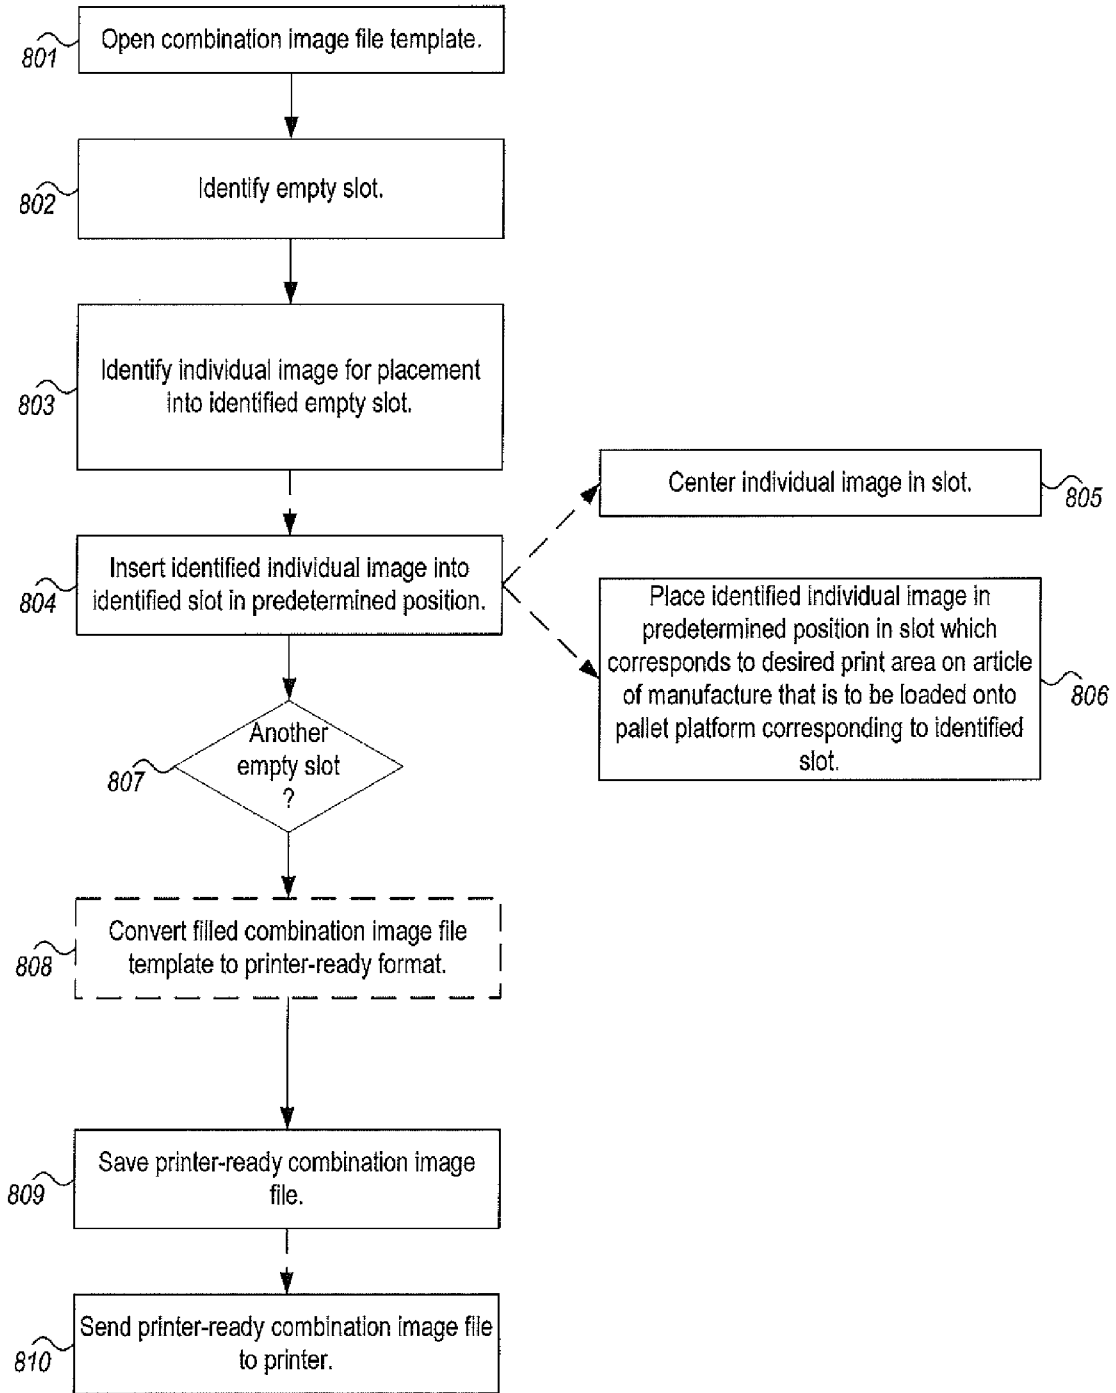 801
Open combination image file template.
802
Identify empty slot.
803
Identify individual image for placement
into identified empty slot.
804
Insert identified individual image into
identified slot in predetermined position.
Center individual image in slot.
805
Place identified individual image in
predetermined position in slot which
corresponds to desired print area on article
of manufacture that is to be loaded onto
pallet platform corresponding to identified
slot.
806
807
Another
empty slot
?
808
Convert filled combination image file
template to printer-ready format.
809
Save printer-ready combination image
file.
810
Send printer-ready combination image file
to printer.